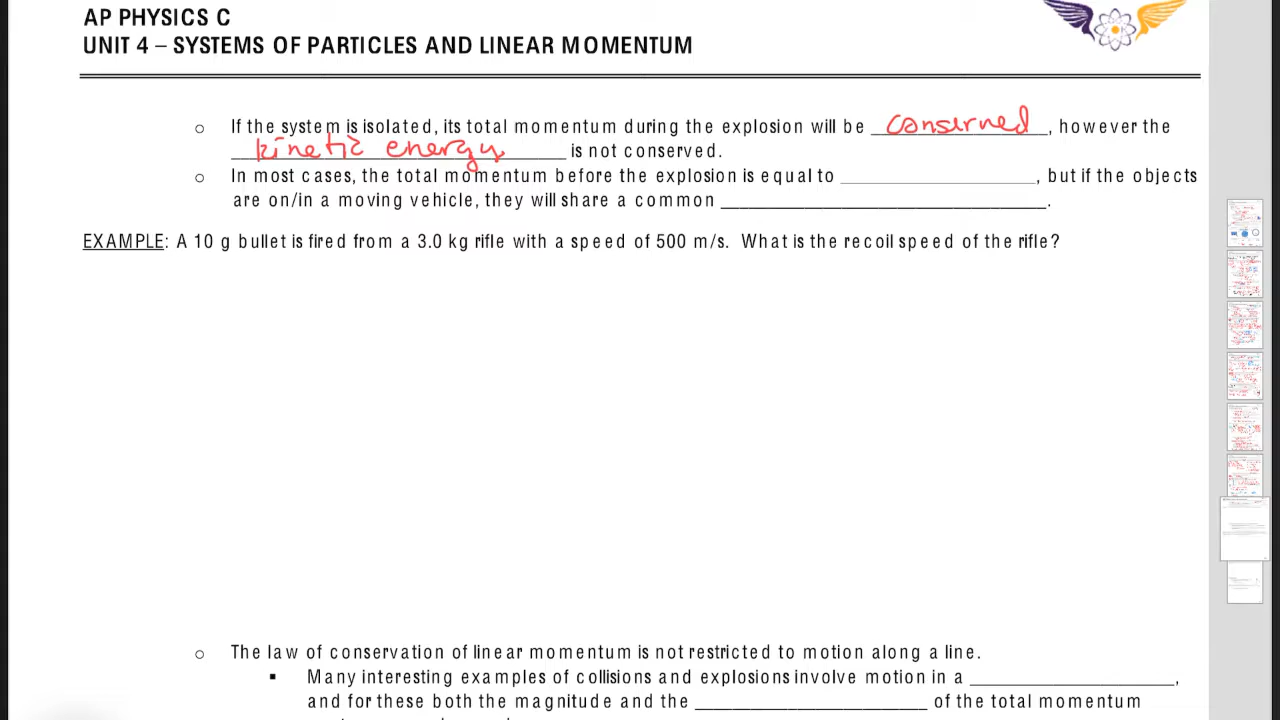 AP PHYSICS C
UNIT 4 – SYSTEMS OF PARTICLES AND LINEAR MOMENTUM
o If the system is isolated, its total momentum during the explosion will be conserved, however the
kinetic energy is not conserved.
o In most cases, the total momentum before the explosion is equal to ____________________, but if the objects
are on/in a moving vehicle, they will share a common ____________________.
EXAMPLE: A 10 g bullet is fired from a 3.0 kg rifle with a speed of 500 m/s. What is the recoil speed of the rifle?
o The law of conservation of linear momentum is not restricted to motion along a line.
▪ Many interesting examples of collisions and explosions involve motion in a ____________________,
and for these both the magnitude and the ____________________ of the total momentum